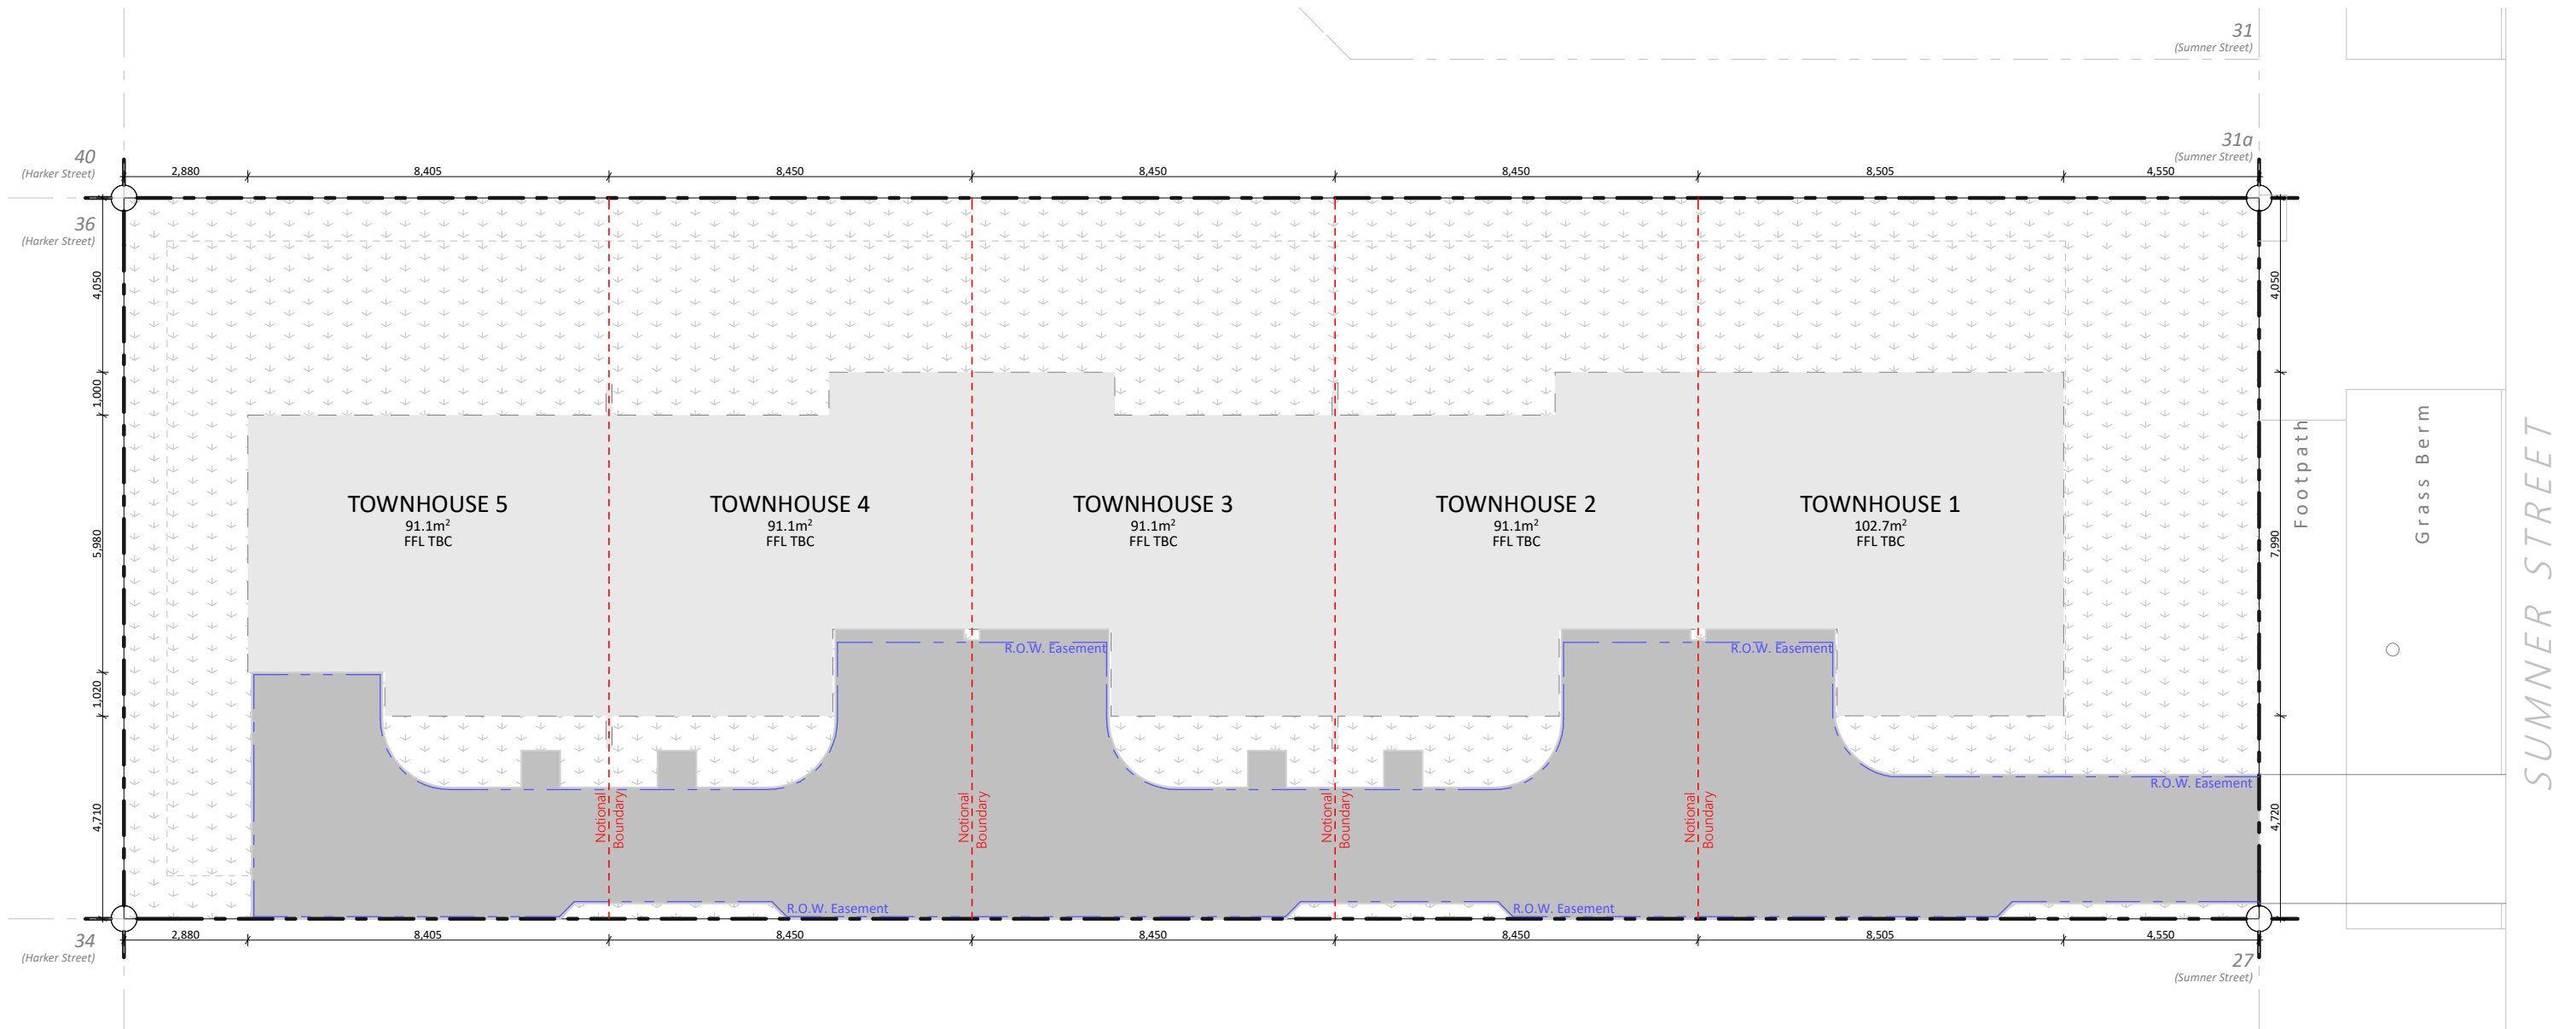 31
(Sumner Street)
40
(Harker Street)
31a
(Sumner Street)
2,880
8,405
8,450
8,450
8,450
8,505
4,550
36
(Harker Street)
4,050
1,000
5,980
1,020
4,710
4,050
7,990
4,720
TOWNHOUSE 5
91.1m²
FFL TBC
TOWNHOUSE 4
91.1m²
FFL TBC
TOWNHOUSE 3
91.1m²
FFL TBC
TOWNHOUSE 2
91.1m²
FFL TBC
TOWNHOUSE 1
102.7m²
FFL TBC
Footpath
Grass Berm
SUMNER STREET
R.O.W. Easement
R.O.W. Easement
R.O.W. Easement
Notional
Boundary
Notional
Boundary
Notional
Boundary
Notional
Boundary
R.O.W. Easement
R.O.W. Easement
34
(Harker Street)
2,880
8,405
8,450
8,450
8,450
8,505
4,550
27
(Sumner Street)